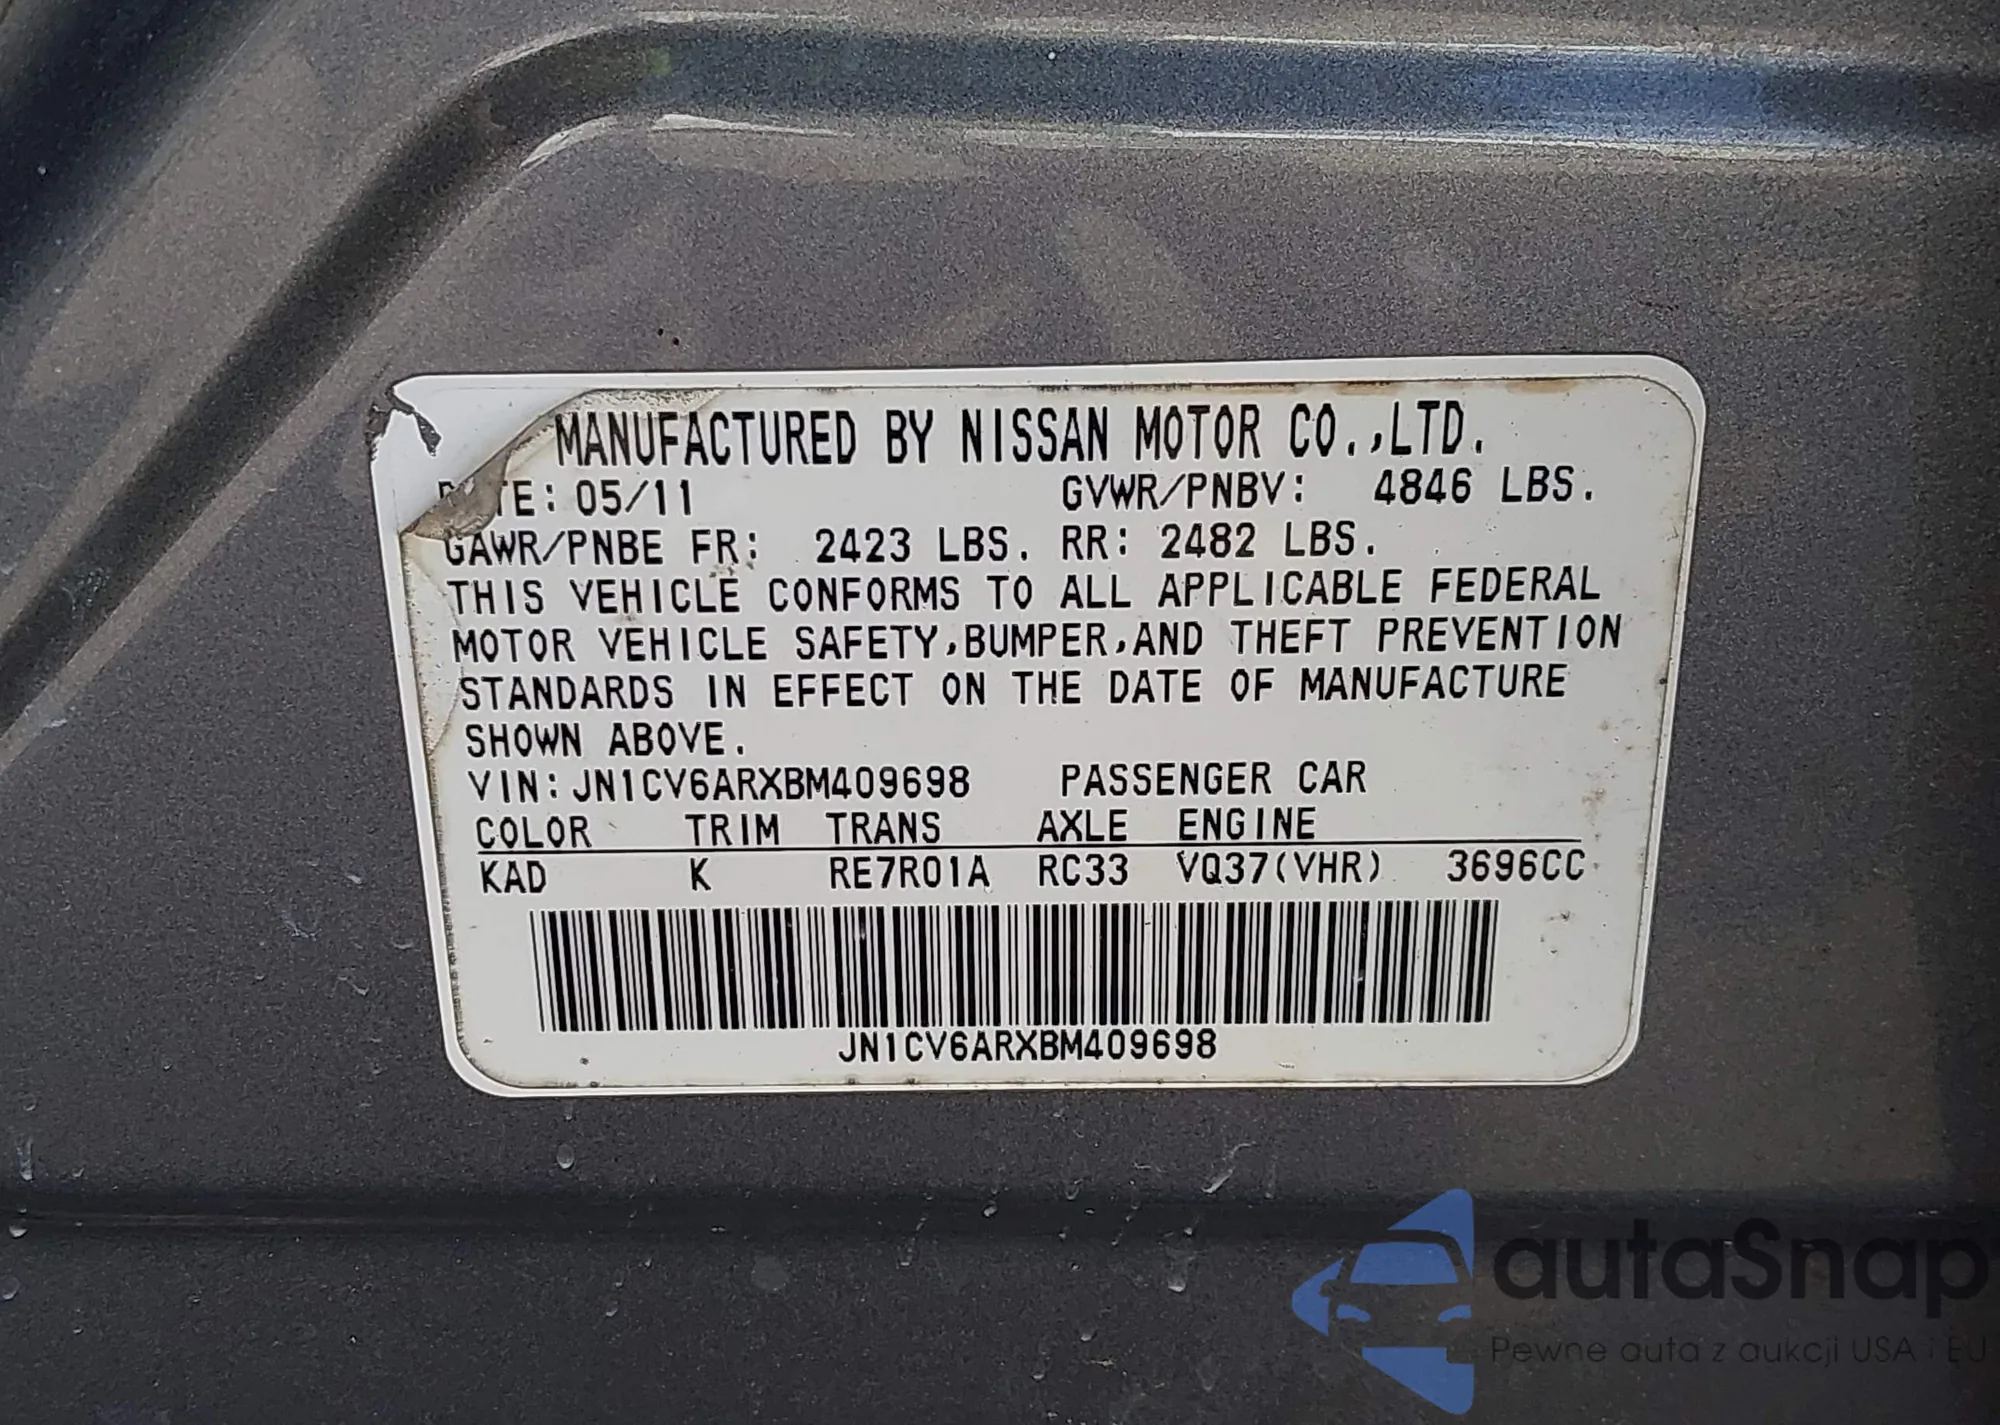 MANUFACTURED BY NISSAN MOTOR CO.,LTD.
TE: 05/11 GVWR/PNBV: 4846 LBS.
GAWR/PNBE FR: 2423 LBS. RR: 2482 LBS.
THIS VEHICLE CONFORMS TO ALL APPLICABLE FEDERAL
MOTOR VEHICLE SAFETY,BUMPER,AND THEFT PREVENTION
STANDARDS IN EFFECT ON THE DATE OF MANUFACTURE
SHOWN ABOVE.
VIN:JN1CV6ARXBM409698 PASSENGER CAR
COLOR TRIM TRANS AXLE ENGINE
KAD K RE7R01A RC33 VQ37(VHR) 3696CC
JN1CV6ARXBM409698
autaSnap
Pewne auta z aukcji USA i EU